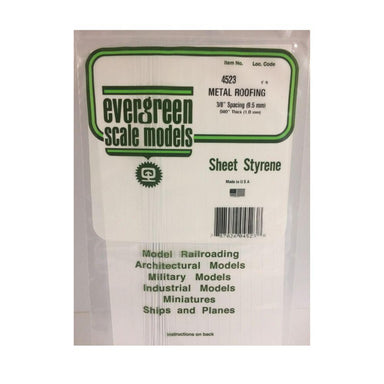 Item No. Loc. Code
4523
METAL ROOFING
3/8" Spacing (9.5 mm)
.040" Thick (1.0 mm)
evergreen
scale models
Sheet Styrene
Made in U.S.A.
Model Railroading
Architectural Models
Military Models
Industrial Models
Miniatures
Ships and Planes
instructions on back